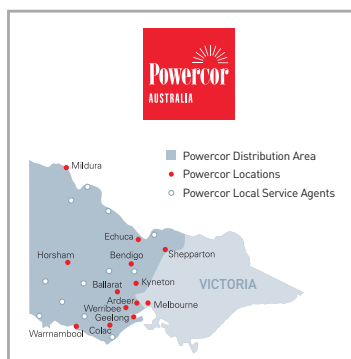 Powercor
AUSTRALIA
Powercor Distribution Area
Powercor Locations
Powercor Local Service Agents
Mildura
Echuca
Shepparton
Horsham
Bendigo
Kyneton
VICTORIA
Ballarat
Ardeer
Melbourne
Werribee
Geelong
Colac
Warrnambool